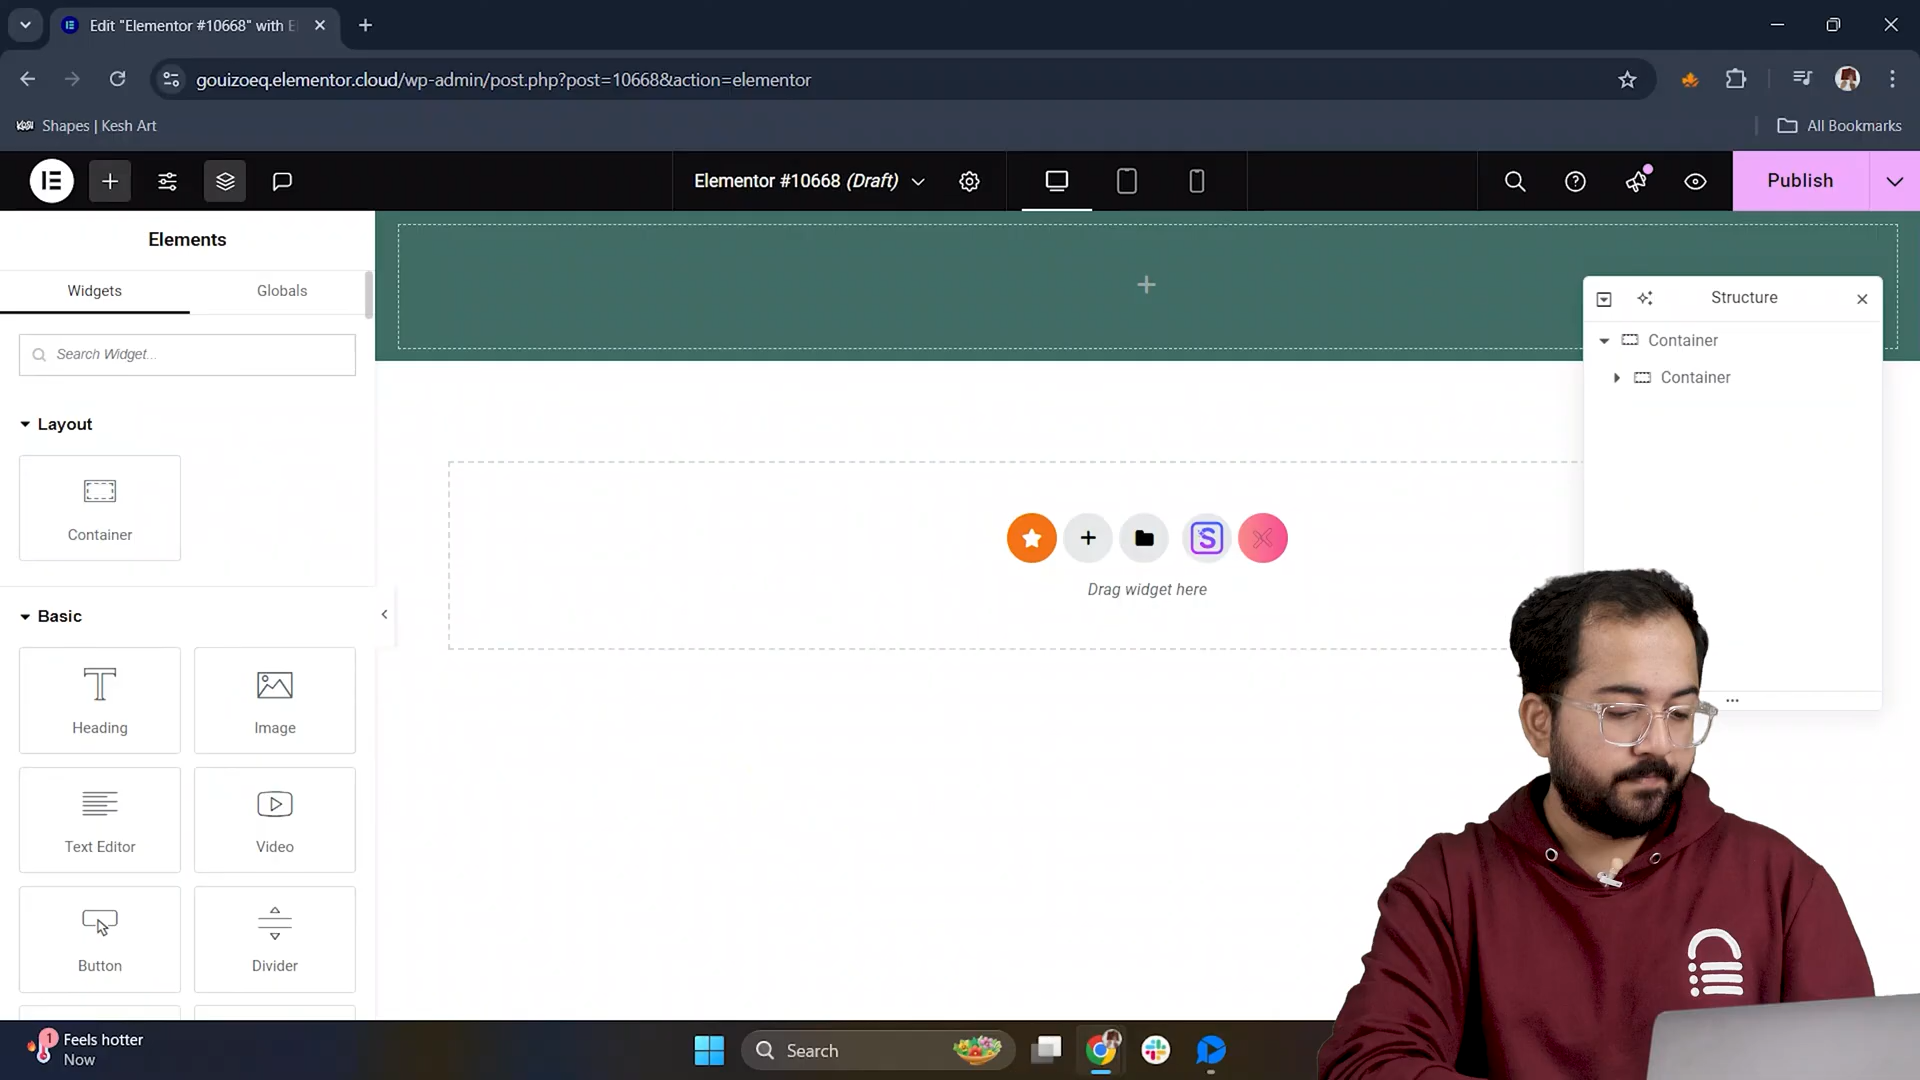 Edit "Elementor #10668" with E
gouizoeq.elementor.cloud/wp-admin/post.php?post=10668&action=elementor
Shapes | Kesh Art
All Bookmarks
Elementor #10668 (Draft)
Publish
Elements
Widgets
Globals
Search Widget...
Layout
Container
Basic
Heading
Image
Text Editor
Video
Button
Divider
Drag widget here
Structure
Container
Container
1
Feels hotter
Now
Search